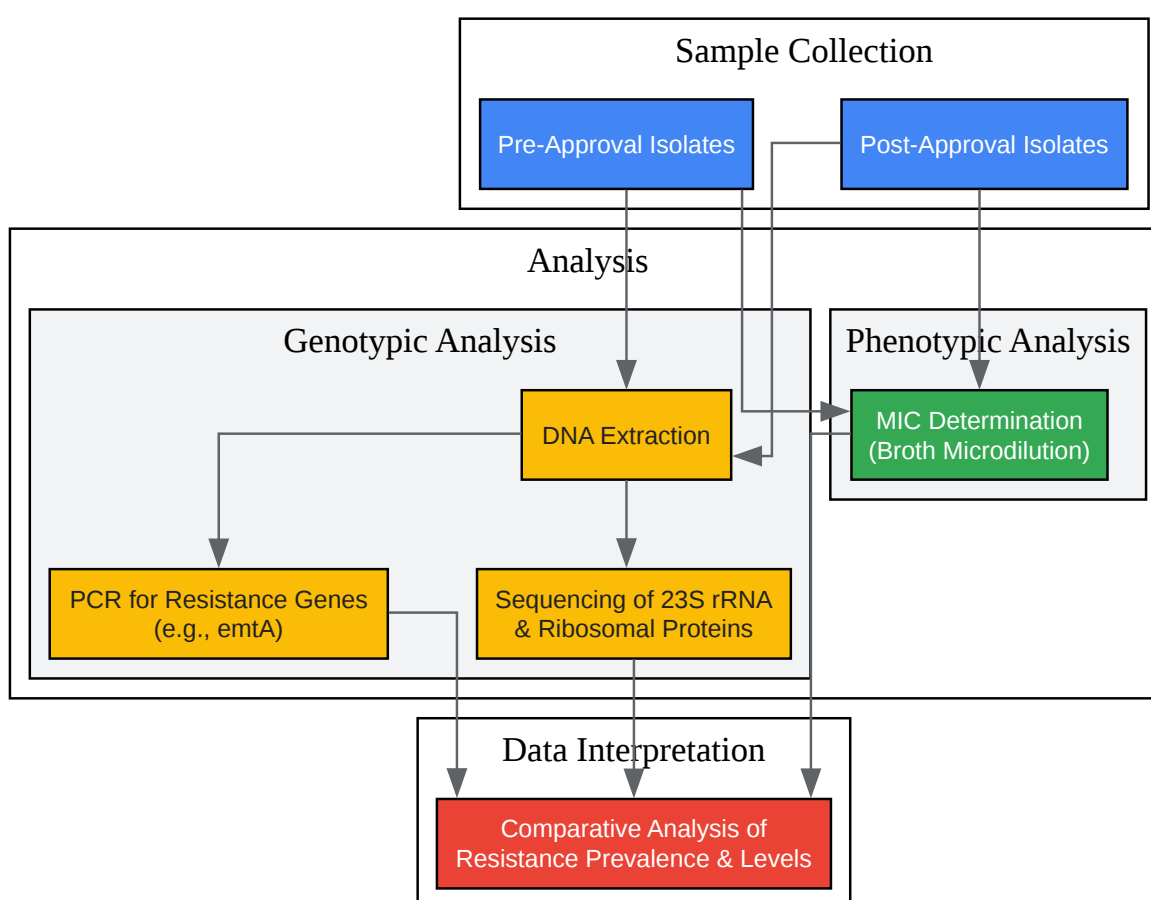 Sample Collection
Pre-Approval Isolates
Post-Approval Isolates
Analysis
Genotypic Analysis
Phenotypic Analysis
DNA Extraction
MIC Determination
(Broth Microdilution)
PCR for Resistance Genes
(e.g., emtA)
Sequencing of 23S rRNA
& Ribosomal Proteins
Data Interpretation
Comparative Analysis of
Resistance Prevalence & Levels